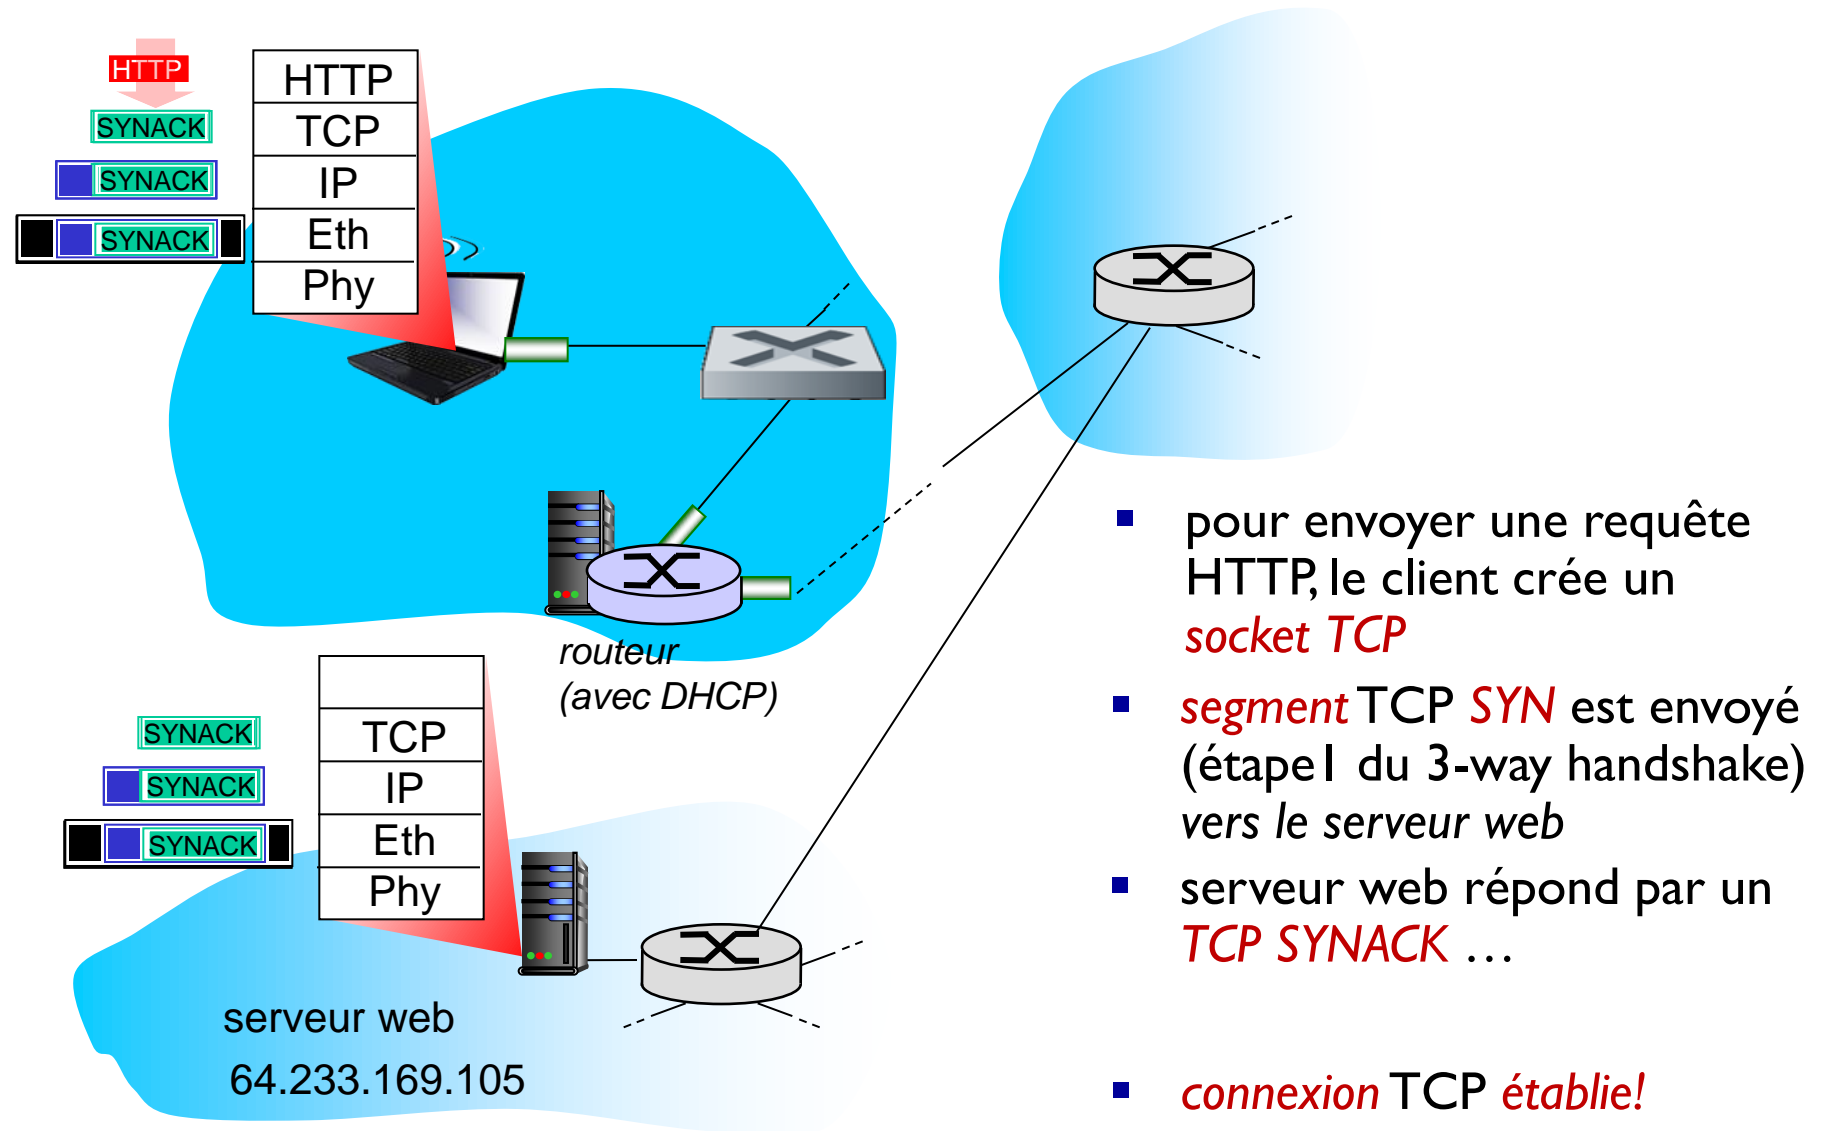 HTTP
SYNACK
SYNACK
SYNACK
HTTP
TCP
IP
Eth
Phy
routeur
(avec DHCP)
SYNACK
SYNACK
SYNACK
TCP
IP
Eth
Phy
serveur web
64.233.169.105
pour envoyer une requête
HTTP, le client crée un
socket TCP
segment TCP SYN est envoyé
(étape1 du 3-way handshake)
vers le serveur web
serveur web répond par un
TCP SYNACK …
connexion TCP établie!